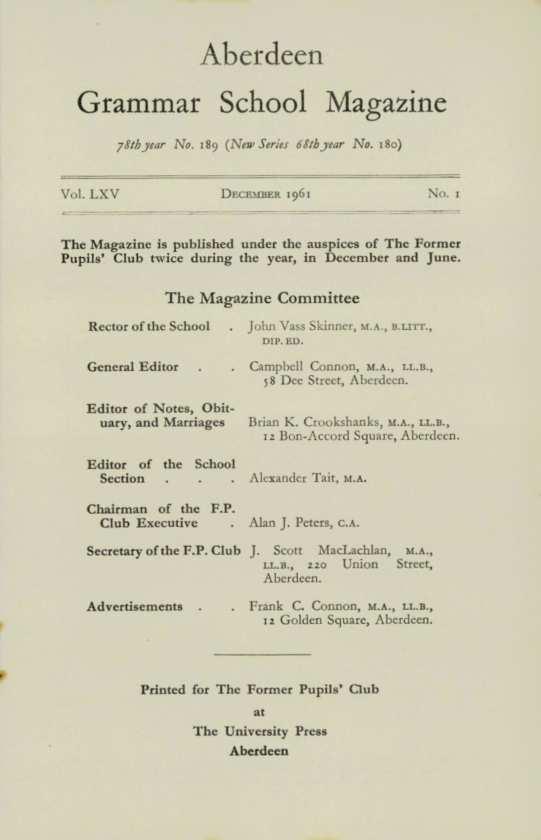 Aberdeen
Grammar School Magazine
78th year No. 189 (New Series 68th year No. 180)
Vol. LXV DECEMBER 1961 No. 1
The Magazine is published under the auspices of The Former
Pupils' Club twice during the year, in December and June.
The Magazine Committee
Rector of the School . John Vass Skinner, M.A., B.LITT.,
DIP. ED.
General Editor . . Campbell Connon, M.A., LL.B.,
58 Dee Street, Aberdeen.
Editor of Notes, Obit-
uary, and Marriages Brian K. Crookshanks, M.A., LL.B.,
12 Bon-Accord Square, Aberdeen.
Editor of the School
Section . . . Alexander Tait, M.A.
Chairman of the F.P.
Club Executive . Alan J. Peters, C.A.
Secretary of the F.P. Club J. Scott MacLachlan, M.A.,
LL.B., 220 Union Street,
Aberdeen.
Advertisements . . Frank C. Connon, M.A., LL.B.,
12 Golden Square, Aberdeen.
Printed for The Former Pupils' Club
at
The University Press
Aberdeen